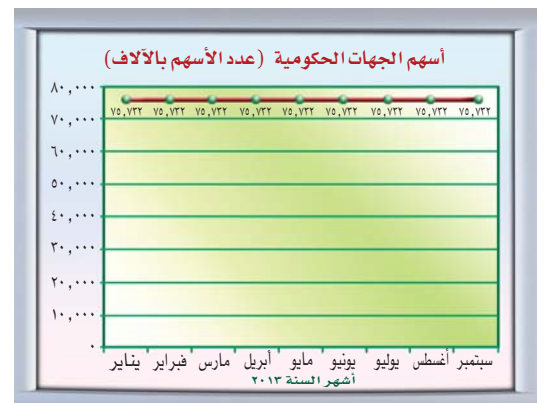 أسهم الجهات الحكومية (عدد الأسهم بالآلاف)
٨٠,٠٠٠
٧٥,٧٣٢ ٧٥,٧٣٢ ٧٥,٧٣٢ ٧٥,٧٣٢ ٧٥,٧٣٢ ٧٥,٧٣٢ ٧٥,٧٣٢ ٧٥,٧٣٢ ٧٥,٧٣٢
٧٠,٠٠٠
٦٠,٠٠٠
٥٠,٠٠٠
٤٠,٠٠٠
٣٠,٠٠٠
٢٠,٠٠٠
١٠,٠٠٠
٠
يناير فبراير مارس أبريل مايو يونيو يوليو أغسطس سبتمبر
أشهر السنة ٢٠١٣